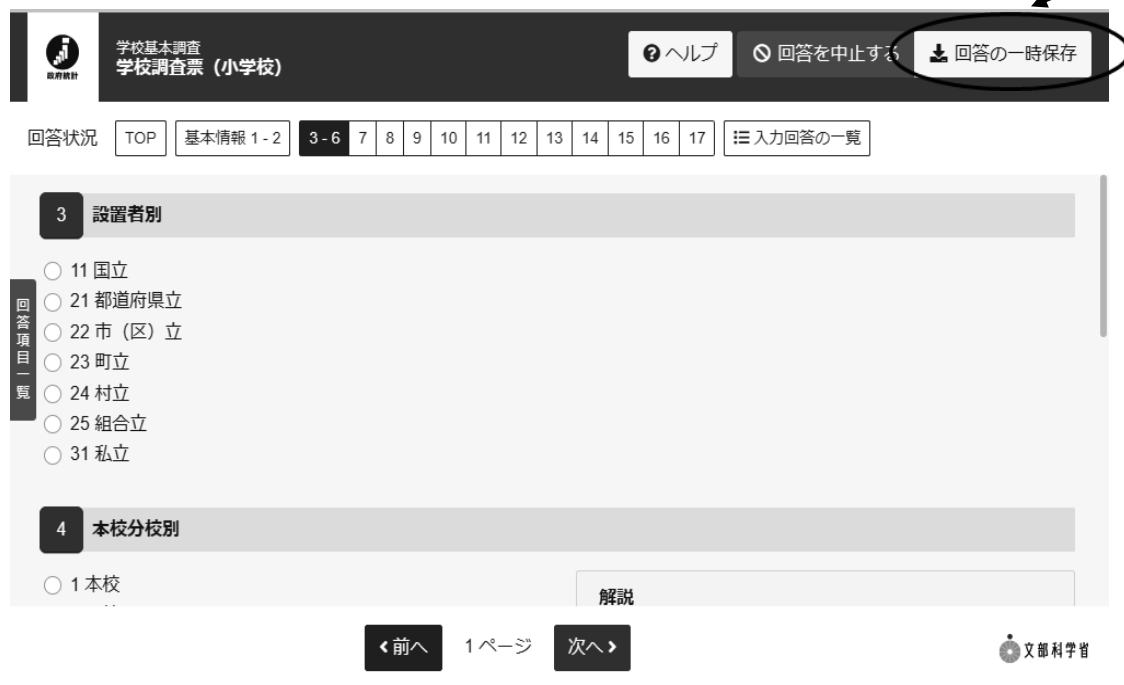 学校基本調査
学校調査票（小学校）
政府統計
ヘルプ
回答を中止する
回答の一時保存
回答状況
TOP
基本情報 1 - 2
3 - 6 7 8 9 10 11 12 13 14 15 16 17
入力回答の一覧
3 設置者別
11 国立
21 都道府県立
22 市（区）立
23 町立
24 村立
25 組合立
31 私立
回答項目一覧
4 本校分校別
1 本校
解説
前へ
1 ページ
次へ
文部科学省